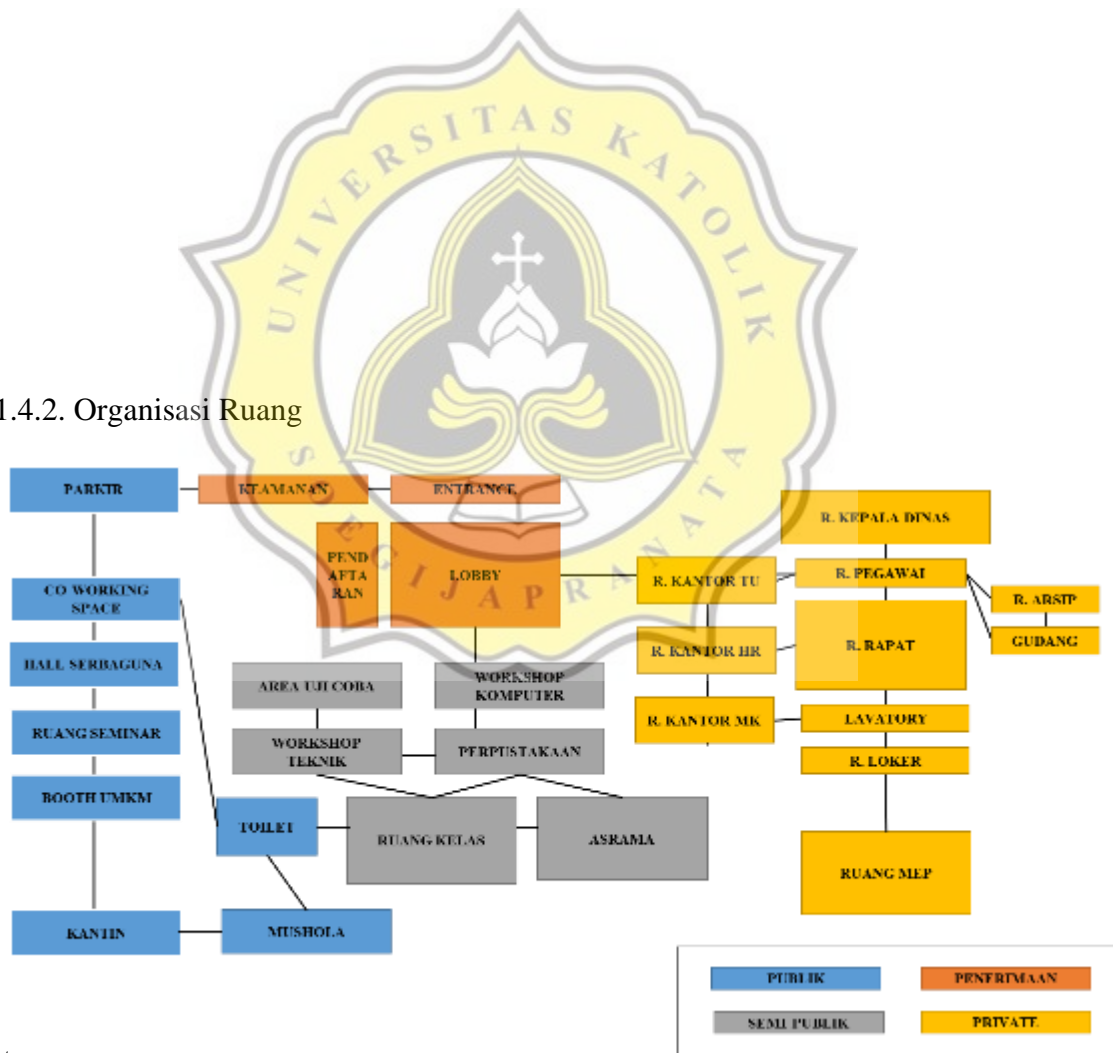 UNIVERSITAS KATOLIK
SOEGIJAPRANATA
1.4.2. Organisasi Ruang
PARKIR
KEAMANAN
ENTRANCE
R. KEPALA DINAS
PEND
AFTA
RAN
LOBBY
R. KANTOR TU
R. PEGAWAI
CO WORKING
SPACE
R. ARSIP
GUDANG
HALL SERBAGUNA
R. KANTOR HR
R. RAPAT
AREA UJI COBA
WORKSHOP
KOMPUTER
RUANG SEMINAR
R. KANTOR MK
LAVATORY
WORKSHOP
TEKNIK
PERPUSTAKAAN
R. LOKER
BOOTH UMKM
TOILET
RUANG KELAS
ASRAMA
RUANG MEP
KANTIN
MUSHOLA
PUBLIK
PENERIMAAN
SEMI PUBLIK
PRIVATE